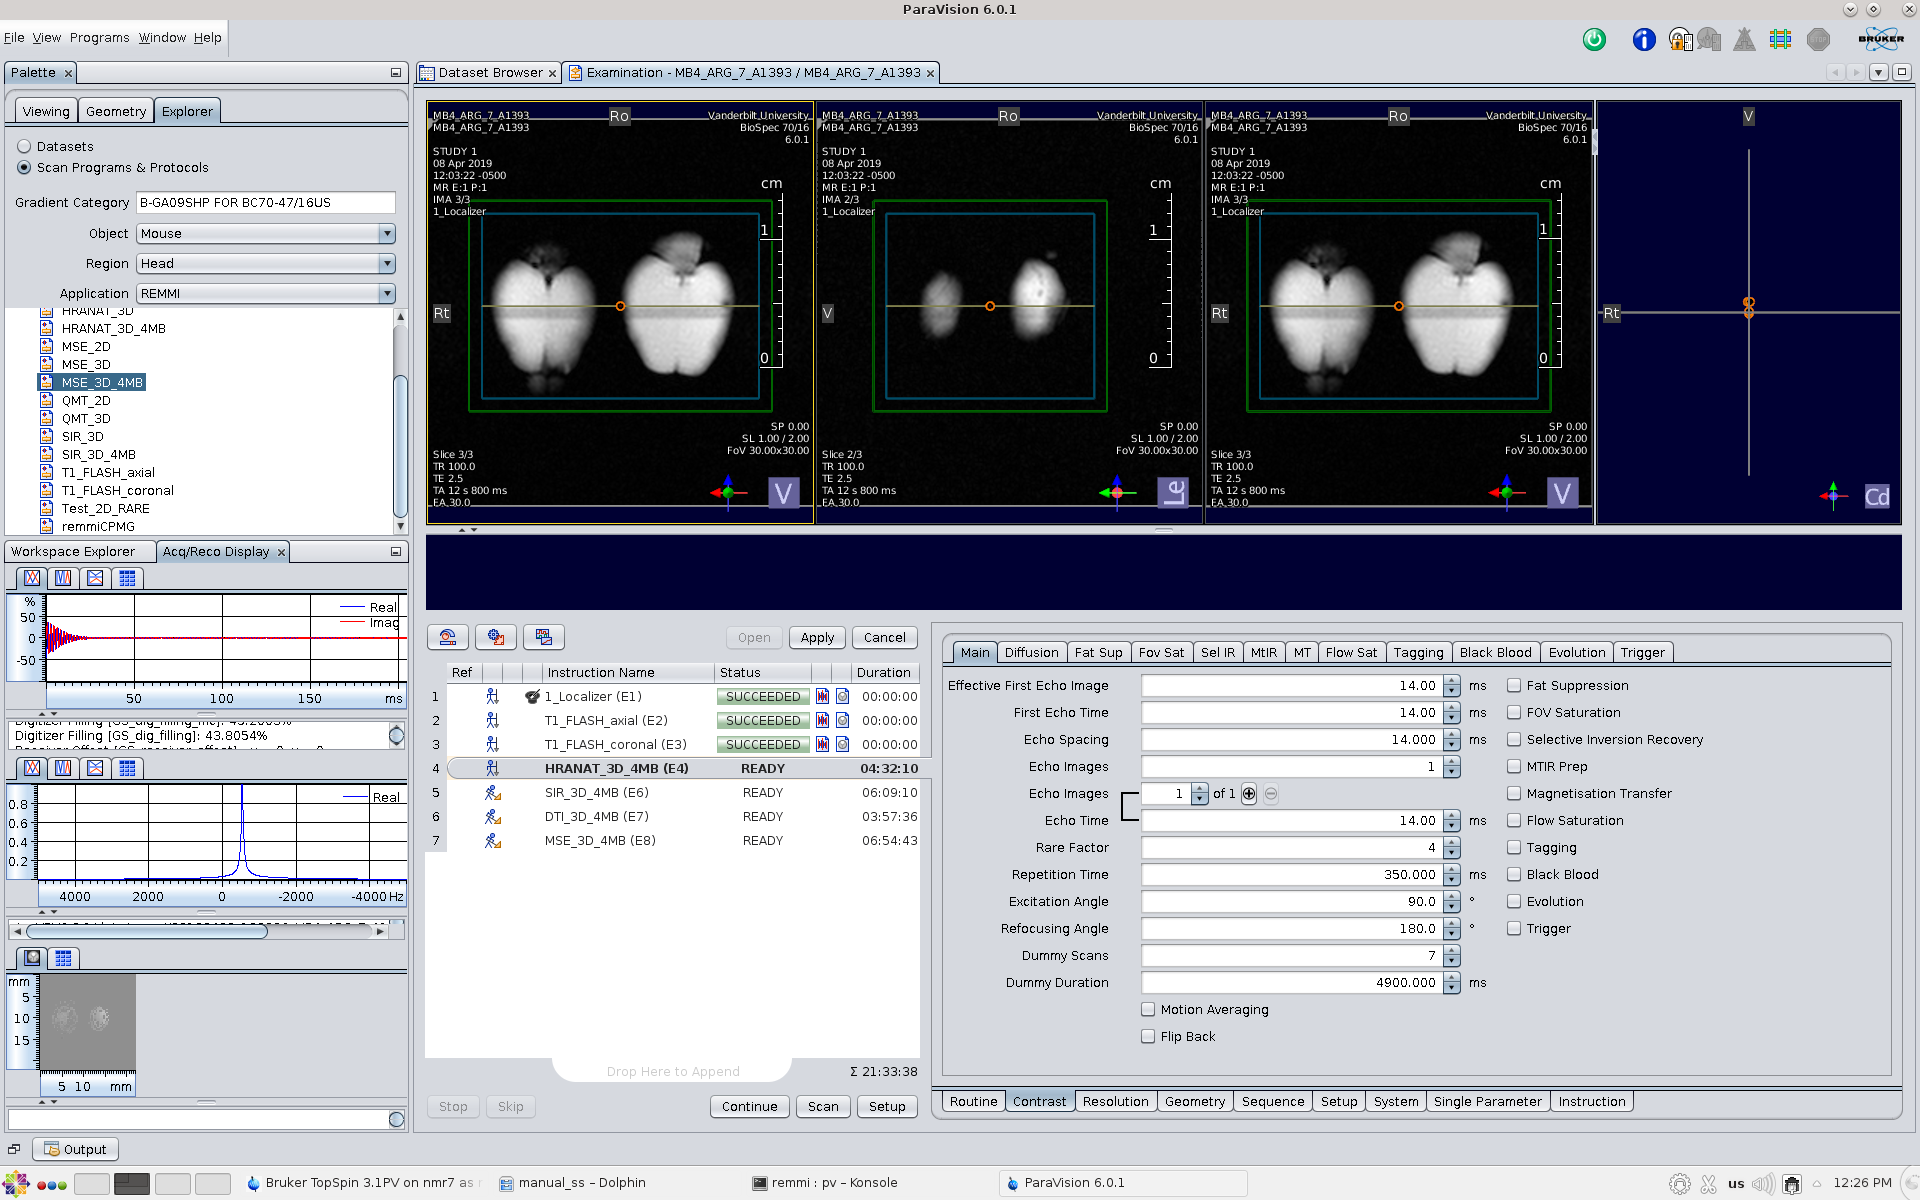 ParaVision 6.0.1
File View Programs Window Help
BRUKER
Palette
Viewing Geometry Explorer
Datasets
Scan Programs & Protocols
Gradient Category B-GA09SHP FOR BC70-47/16US
Object Mouse
Region Head
Application REMMI
HRANAT_3D
HRANAT_3D_4MB
MSE_2D
MSE_3D
MSE_3D_4MB
QMT_2D
QMT_3D
SIR_3D
SIR_3D_4MB
T1_FLASH_axial
T1_FLASH_coronal
Test_2D_RARE
remmiCPMG
Workspace Explorer Acq/Reco Display
%
50
0
-50
Real
Imag
50 100 150 ms
Digitizer Filling [GS_dig_filling]: 43.8054%
0.8
0.6
0.4
0.2
Real
4000 2000 0 -2000 -4000 Hz
mm
5
10
15
5 10 mm
Output
Dataset Browser Examination - MB4_ARG_7_A1393 / MB4_ARG_7_A1393
MB4_ARG_7_A1393 Ro Vanderbilt_University
MB4_ARG_7_A1393 BioSpec 70/16
6.0.1
STUDY 1
08 Apr 2019
12:03:22 -0500
MR E:1 P:1
IMA 3/3
1_Localizer
cm
1
0
Rt
SP 0.00
SL 1.00 / 2.00
FoV 30.00x30.00
Slice 3/3
TR 100.0
TE 2.5
TA 12 s 800 ms
FA 30.0
V
MB4_ARG_7_A1393 Ro Vanderbilt_University
MB4_ARG_7_A1393 BioSpec 70/16
6.0.1
STUDY 1
08 Apr 2019
12:03:22 -0500
MR E:1 P:1
IMA 2/3
1_Localizer
cm
1
0
V
SP 0.00
SL 1.00 / 2.00
FoV 30.00x30.00
Slice 2/3
TR 100.0
TE 2.5
TA 12 s 800 ms
FA 30.0
Le
MB4_ARG_7_A1393 Ro Vanderbilt_University
MB4_ARG_7_A1393 BioSpec 70/16
6.0.1
STUDY 1
08 Apr 2019
12:03:22 -0500
MR E:1 P:1
IMA 3/3
1_Localizer
cm
1
0
Rt
SP 0.00
SL 1.00 / 2.00
FoV 30.00x30.00
Slice 3/3
TR 100.0
TE 2.5
TA 12 s 800 ms
FA 30.0
V
V
Rt
Cd
Open Apply Cancel
Ref Instruction Name Status Duration
1 1_Localizer (E1) SUCCEEDED 00:00:00
2 T1_FLASH_axial (E2) SUCCEEDED 00:00:00
3 T1_FLASH_coronal (E3) SUCCEEDED 00:00:00
4 HRANAT_3D_4MB (E4) READY 04:32:10
5 SIR_3D_4MB (E6) READY 06:09:10
6 DTI_3D_4MB (E7) READY 03:57:36
7 MSE_3D_4MB (E8) READY 06:54:43
Drop Here to Append Σ 21:33:38
Stop Skip Continue Scan Setup
Main Diffusion Fat Sup Fov Sat Sel IR MtIR MT Flow Sat Tagging Black Blood Evolution Trigger
Effective First Echo Image 14.00 ms Fat Suppression
First Echo Time 14.00 ms FOV Saturation
Echo Spacing 14.000 ms Selective Inversion Recovery
Echo Images 1 MTIR Prep
Echo Images 1 of 1 Magnetisation Transfer
Echo Time 14.00 ms Flow Saturation
Rare Factor 4 Tagging
Repetition Time 350.000 ms Black Blood
Excitation Angle 90.0 ° Evolution
Refocusing Angle 180.0 ° Trigger
Dummy Scans 7
Dummy Duration 4900.000 ms
Motion Averaging
Flip Back
Routine Contrast Resolution Geometry Sequence Setup System Single Parameter Instruction
Bruker TopSpin 3.1PV on nmr7 as manual_ss – Dolphin remmi : pv – Konsole ParaVision 6.0.1 us 12:26 PM